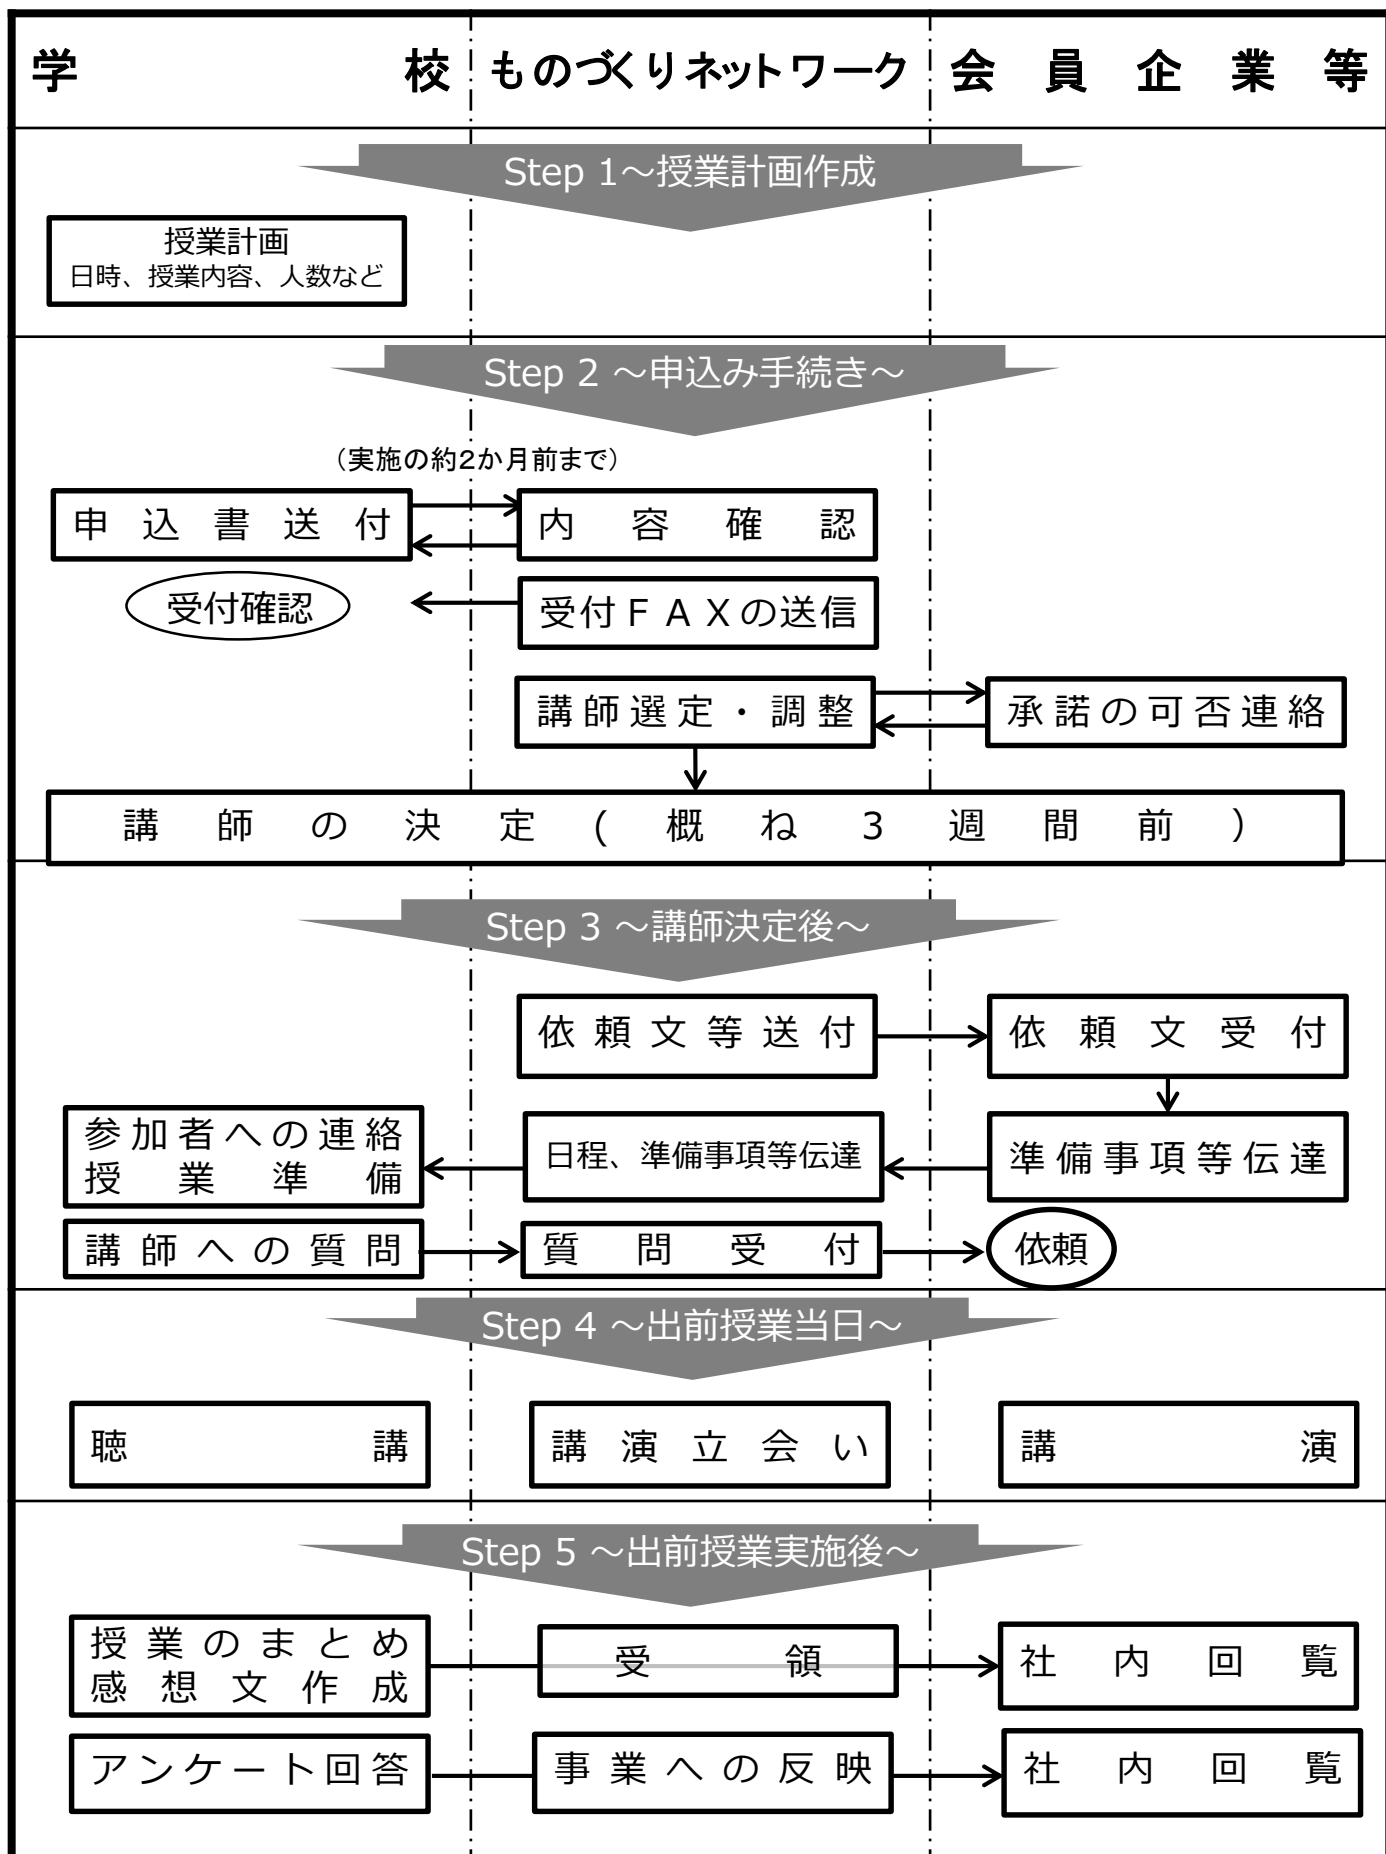 学校 ものづくりネットワーク 会員企業等
Step 1～授業計画作成
授業計画
日時、授業内容、人数など
Step 2 ～申込み手続き～
（実施の約2か月前まで）
申込書送付 内容確認
受付確認 受付ＦＡＸの送信
講師選定・調整 承諾の可否連絡
講師の決定(概ね3週間前）
Step 3 ～講師決定後～
依頼文等送付 依頼文受付
参加者への連絡
授業準備
日程、準備事項等伝達 準備事項等伝達
講師への質問 質問受付 依頼
Step 4 ～出前授業当日～
聴講 講演立会い 講演
Step 5 ～出前授業実施後～
授業のまとめ
感想文作成
受領 社内回覧
アンケート回答 事業への反映 社内回覧